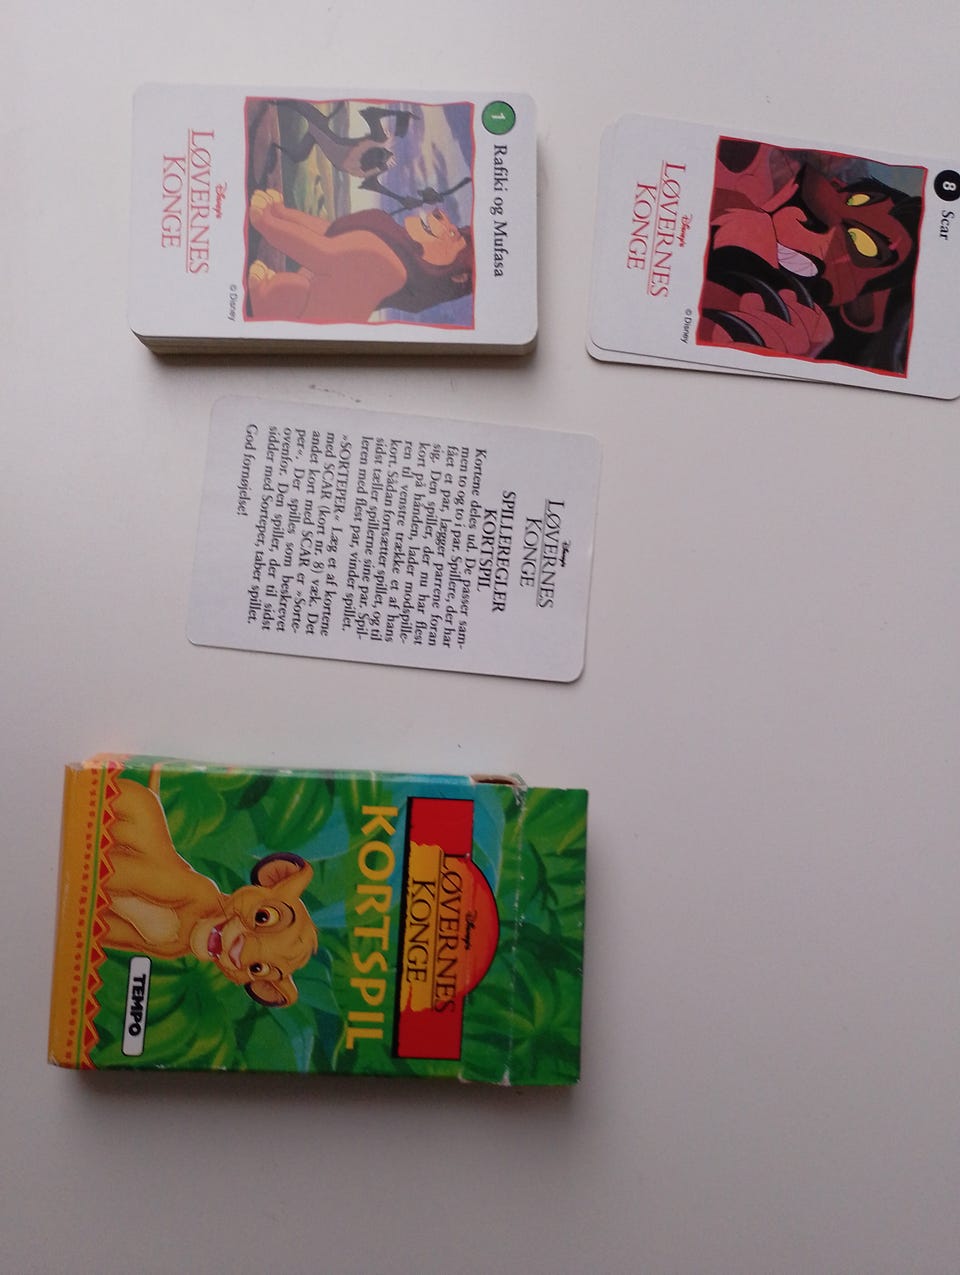 8 Scar
Disney's
LØVERNES
KONGE
© Disney
1 Rafiki og Mufasa
Disney's
LØVERNES
KONGE
© Disney
Disney's
LØVERNES
KONGE
SPILLEREGLER
KORTSPIL
Kortene deles ud. De passer sam-
men to og to i par. Spillere, der har
fået et par, lægger parrene foran
sig. Den spiller, der nu har flest
kort på hånden, lader modspille-
ren til venstre trække et af hans
kort. Sådan fortsætter spillet, og til
sidst tæller spillerne sine par. Spil-
leren med flest par, vinder spillet.
»SORTEPER« Læg et af kortene
med SCAR (kort nr. 8) væk. Det
andet kort med SCAR er »Sorte-
per«. Der spilles som beskrevet
ovenfor. Den spiller, der til sidst
sidder med Sorteper, taber spillet.
God fornøjelse!
Disney's
LØVERNES
KONGE
KORTSPIL
TEMPO